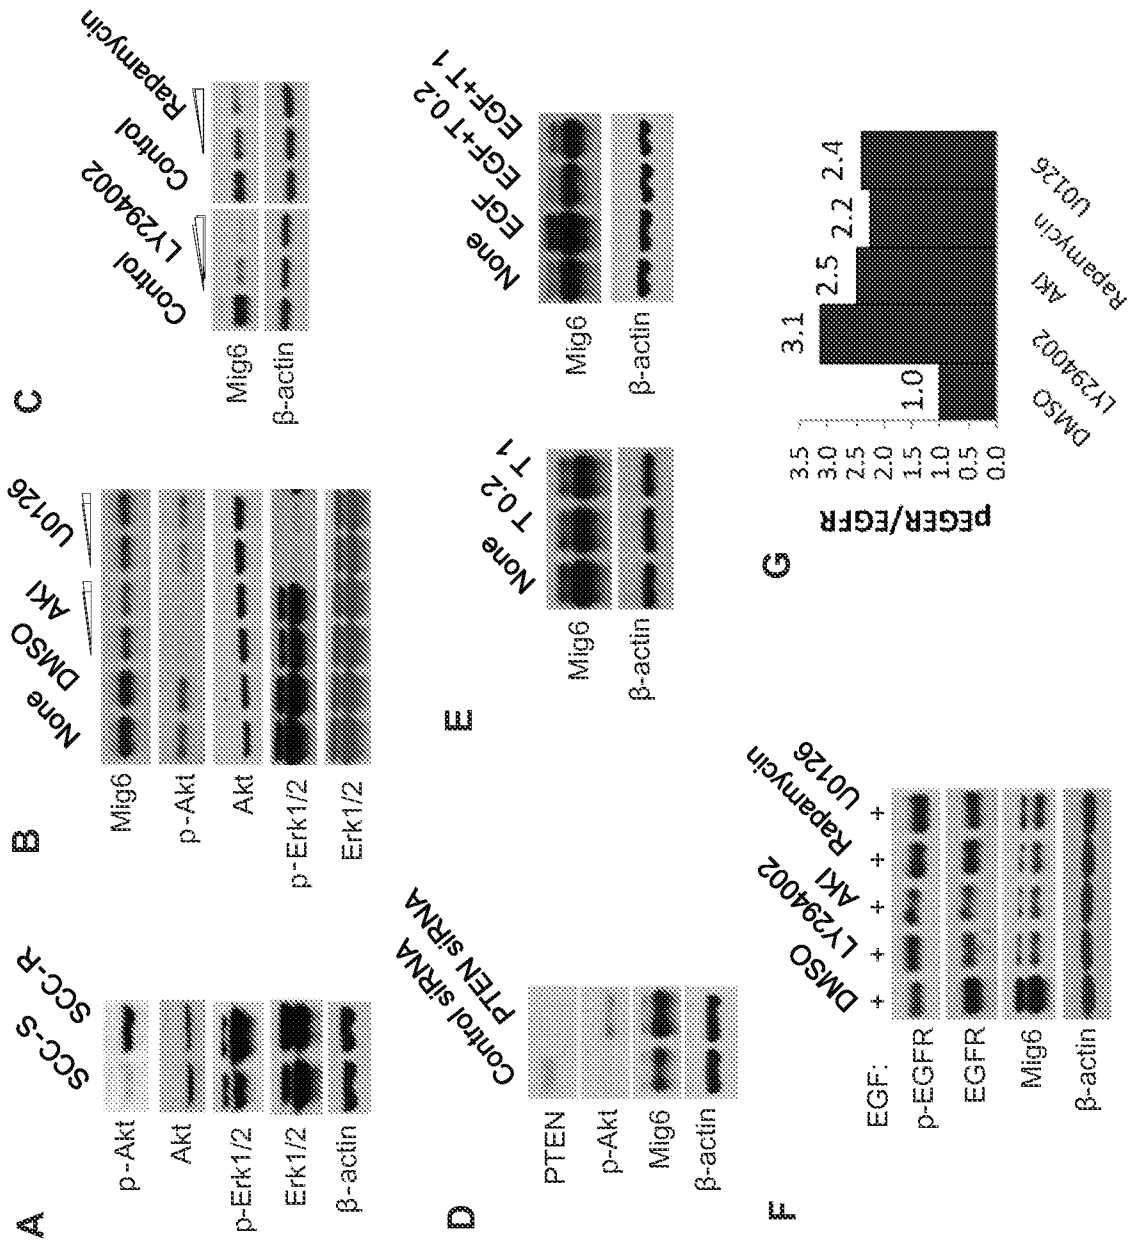 A
SCC-S
SCC-R
p-Akt
Akt
p-Erk1/2
Erk1/2
β-actin
B
None
DMSO
AKI
U0126
Mig6
p-Akt
Akt
p-Erk1/2
Erk1/2
C
Control
LY294002
Control
Rapamycin
Mig6
β-actin
D
Control siRNA
PTEN siRNA
PTEN
p-Akt
Mig6
β-actin
E
None
T 0.2
T 1
Mig6
β-actin
None
EGF
EGF+T 0.2
EGF+T 1
Mig6
β-actin
F
DMSO
LY294002
AKI
Rapamycin
U0126
EGF: + + + + +
p-EGFR
EGFR
Mig6
β-actin
G
pEGER/EGFR
3.5
3.0
2.5
2.0
1.5
1.0
0.5
0.0
1.0
3.1
2.5
2.2
2.4
DMSO
LY294002
AKI
Rapamycin
U0126